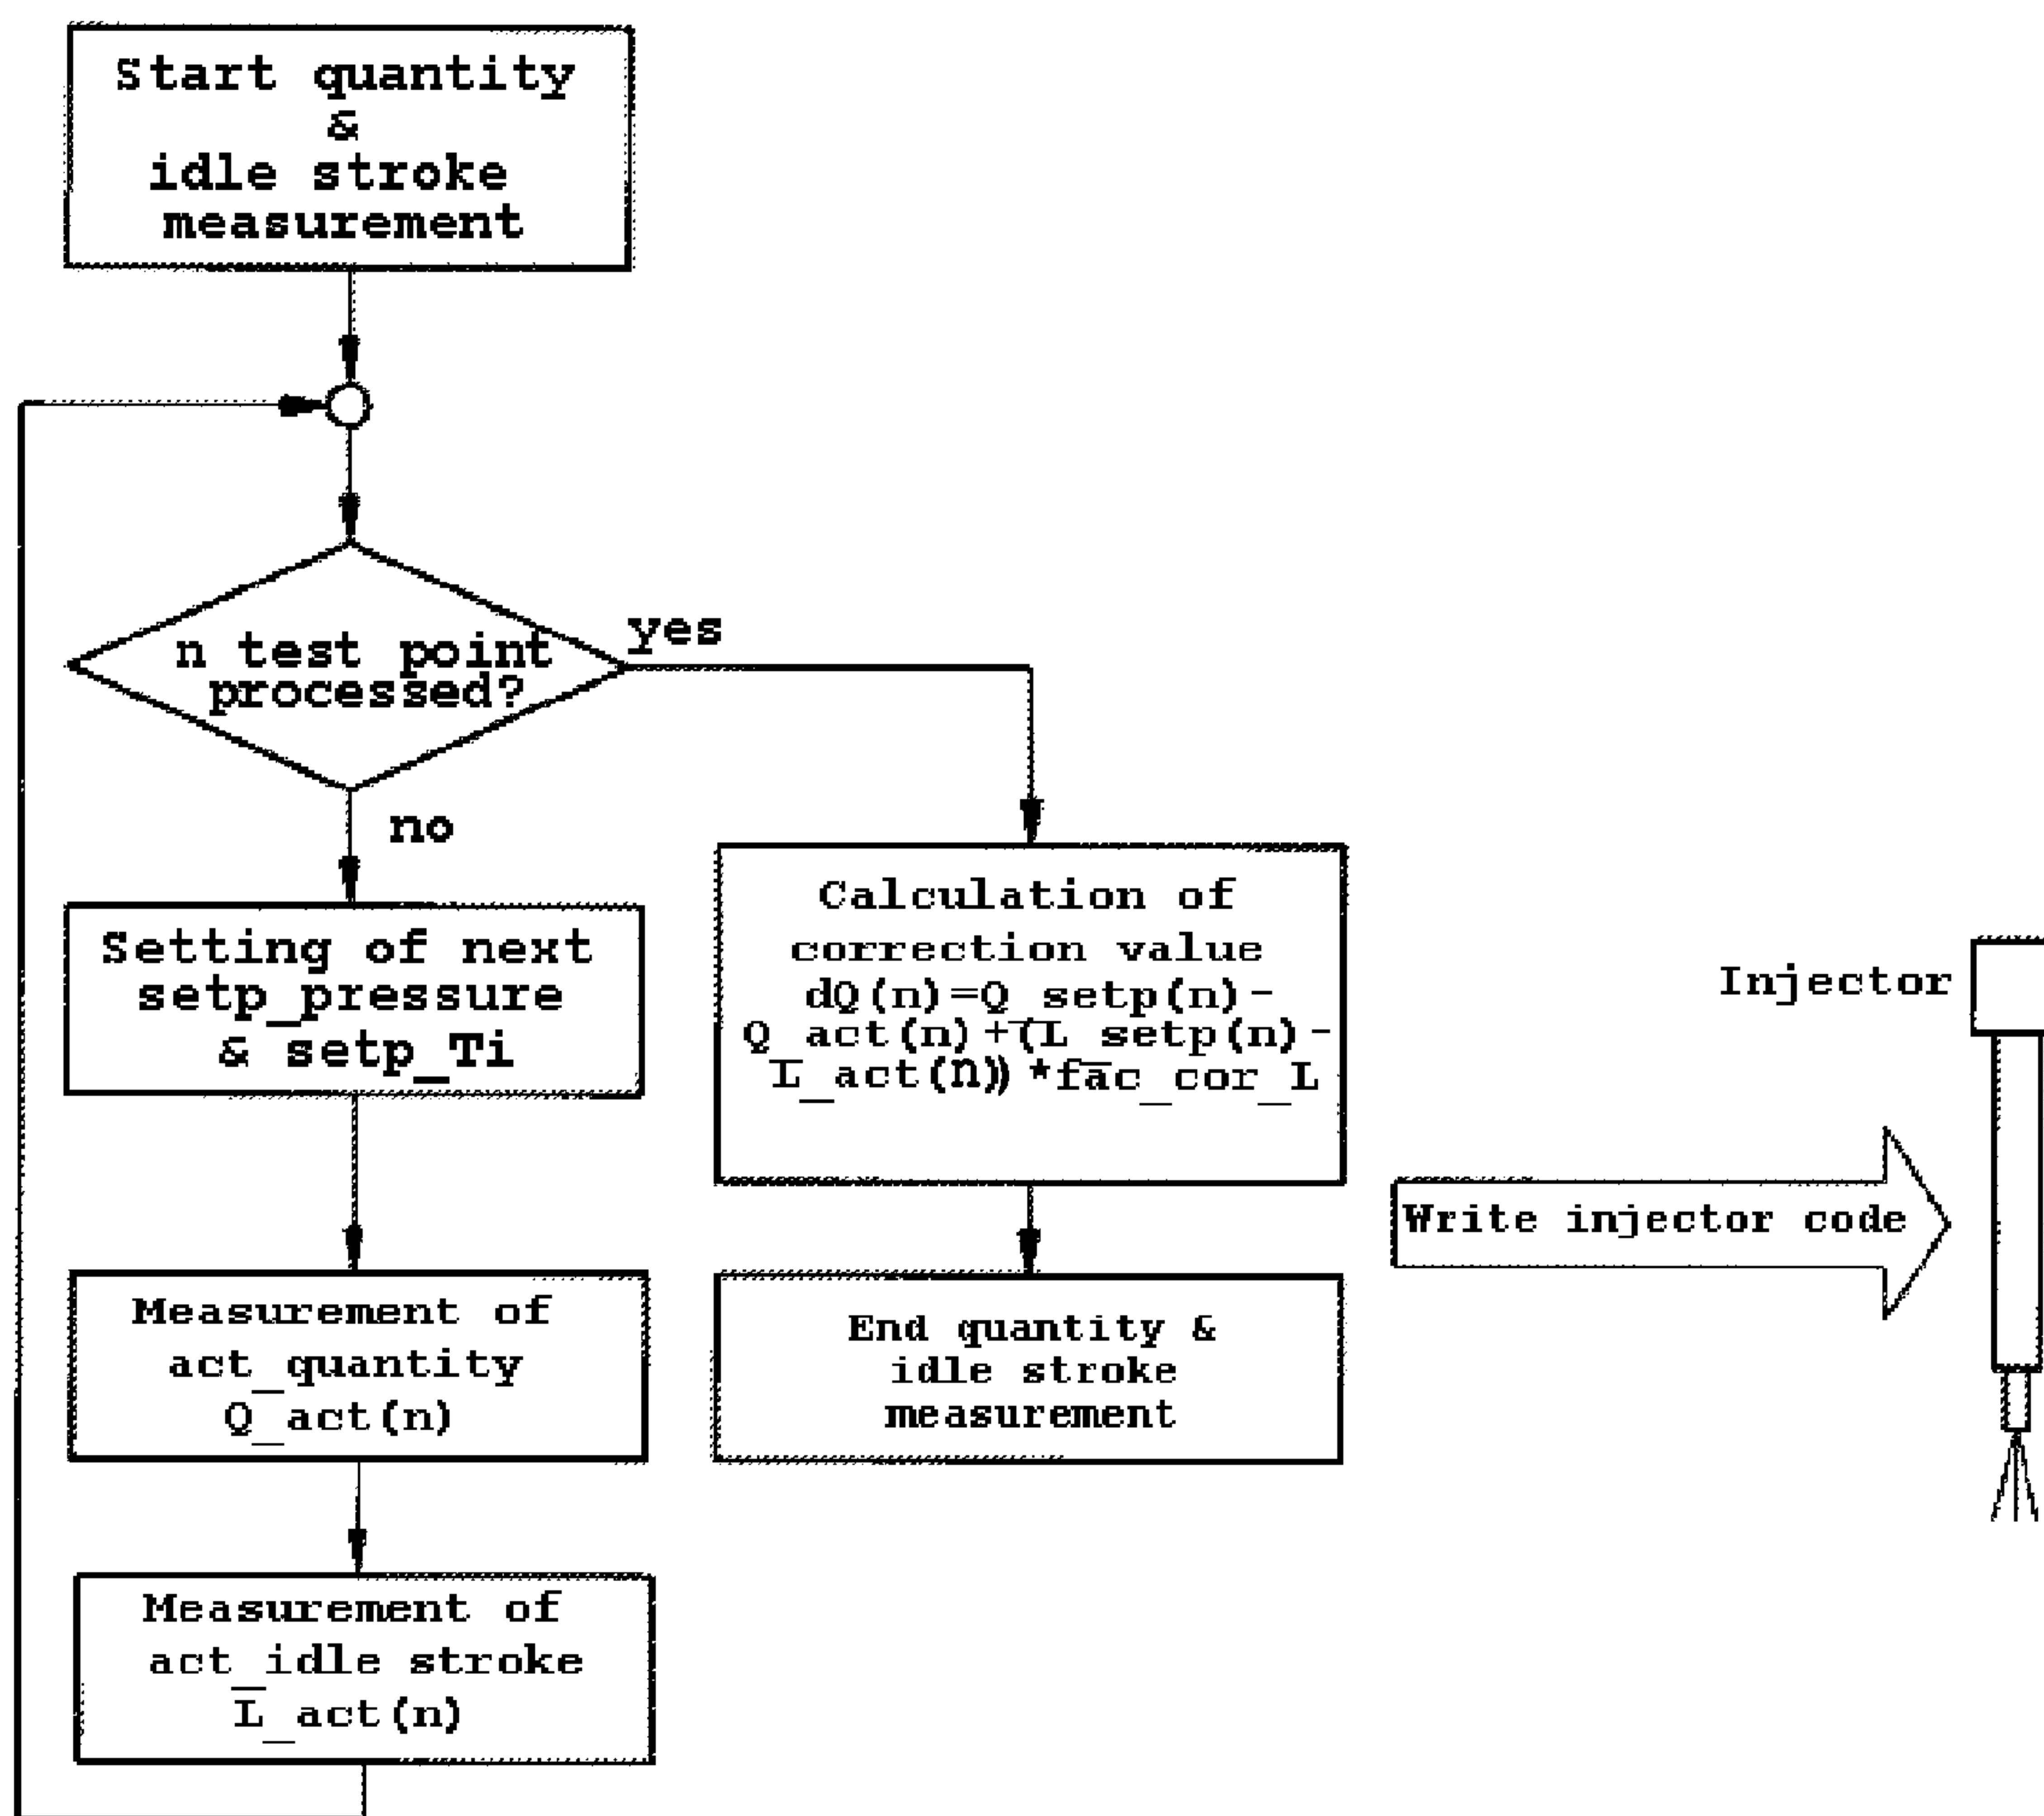 Start quantity
&
idle stroke
measurement
n test point
processed?
yes
no
Setting of next
setp_pressure
& setp_Ti
Measurement of
act_quantity
Q_act(n)
Measurement of
act_idle stroke
L_act(n)
Calculation of
correction value
dQ(n)=Q_setp(n)-
Q_act(n)+(L_setp(n)-
L_act(n))*fac_cor_L
End quantity &
idle stroke
measurement
Write injector code
Injector